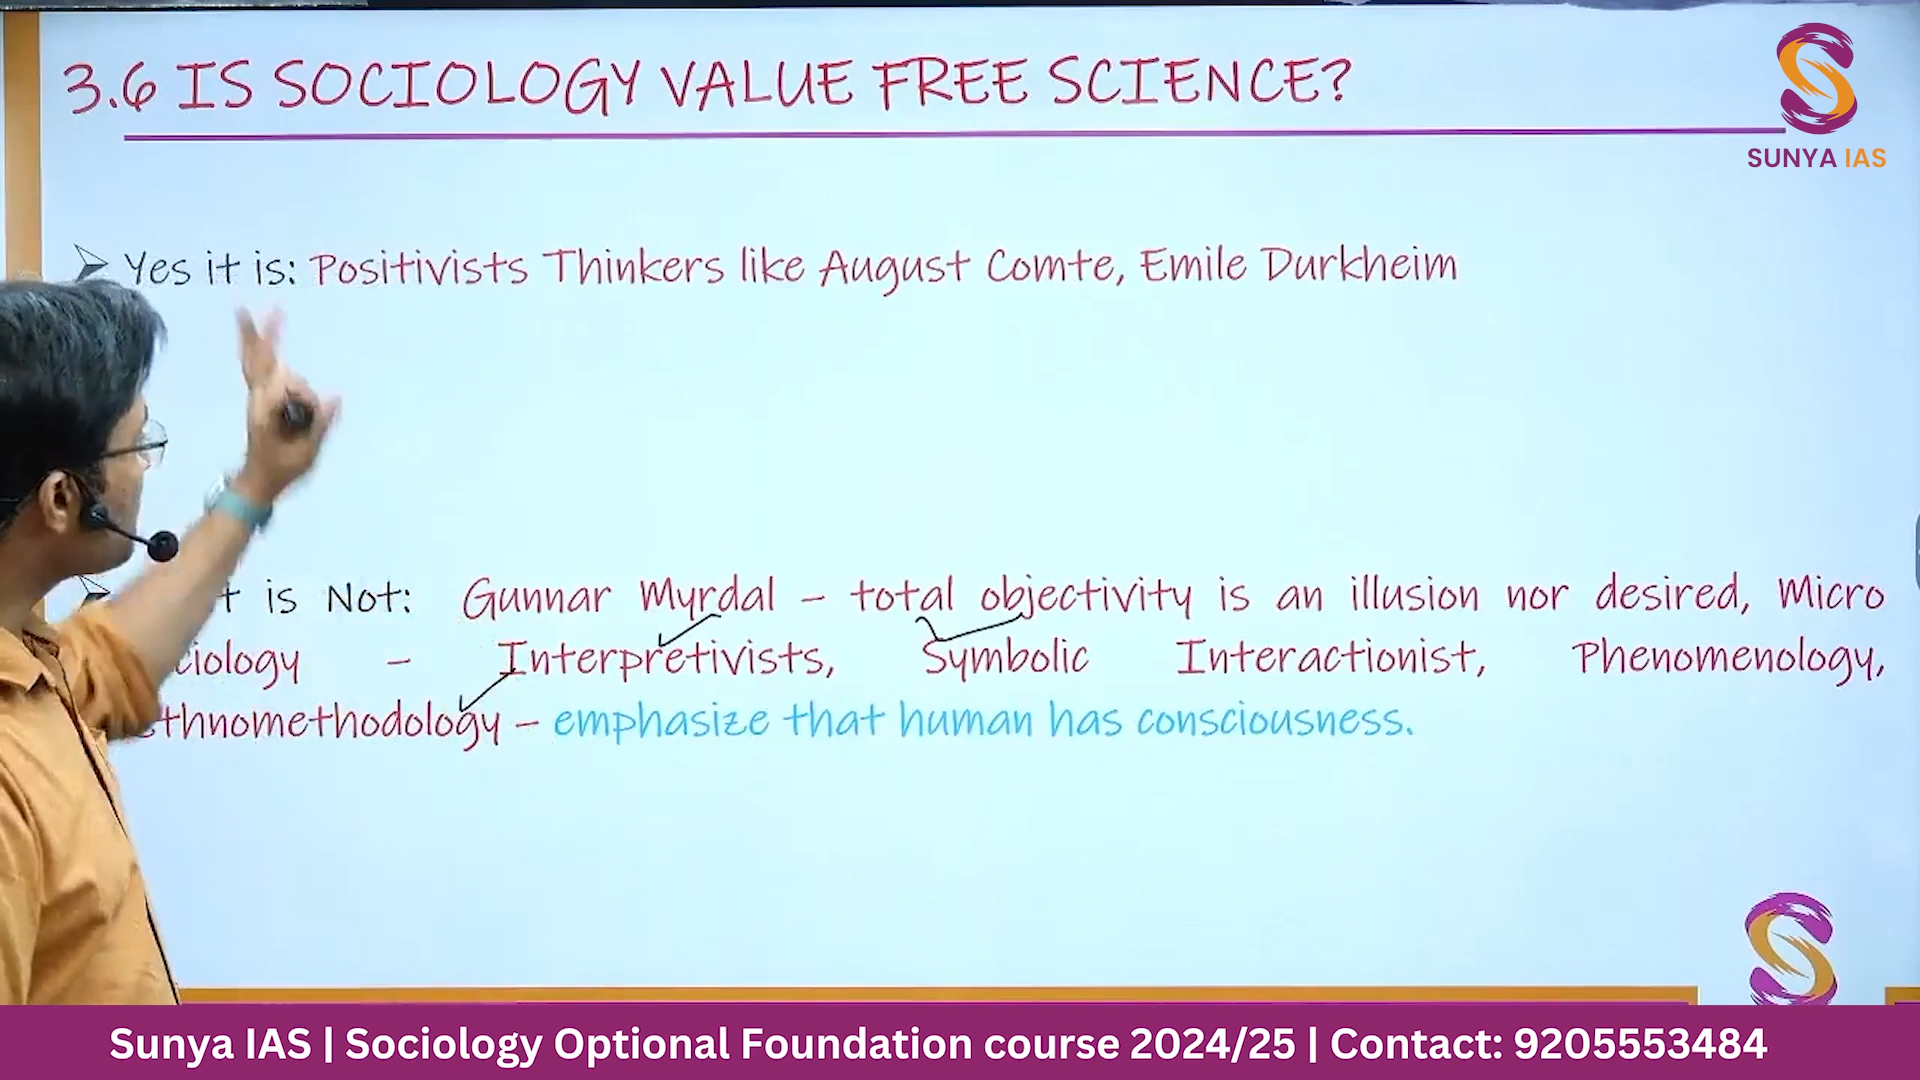 3.6 IS SOCIOLOGY VALUE FREE SCIENCE?
SUNYA IAS
Yes it is: Positivists Thinkers like August Comte, Emile Durkheim
t is Not: Gunnar Myrdal – total objectivity is an illusion nor desired, Micro
ciology – Interpretivists, Symbolic Interactionist, Phenomenology,
ethnomethodology – emphasize that human has consciousness.
Sunya IAS | Sociology Optional Foundation course 2024/25 | Contact: 9205553484